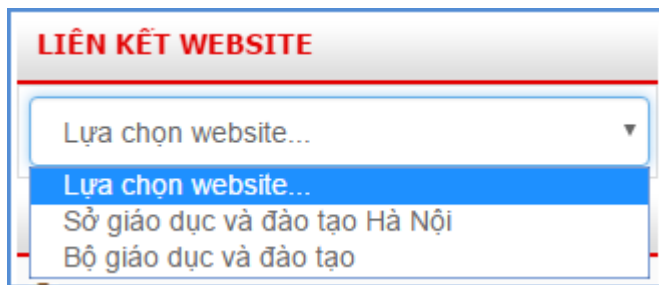 LIÊN KẾT WEBSITE
Lựa chọn website...
Lựa chọn website...
Sở giáo dục và đào tạo Hà Nội
Bộ giáo dục và đào tạo